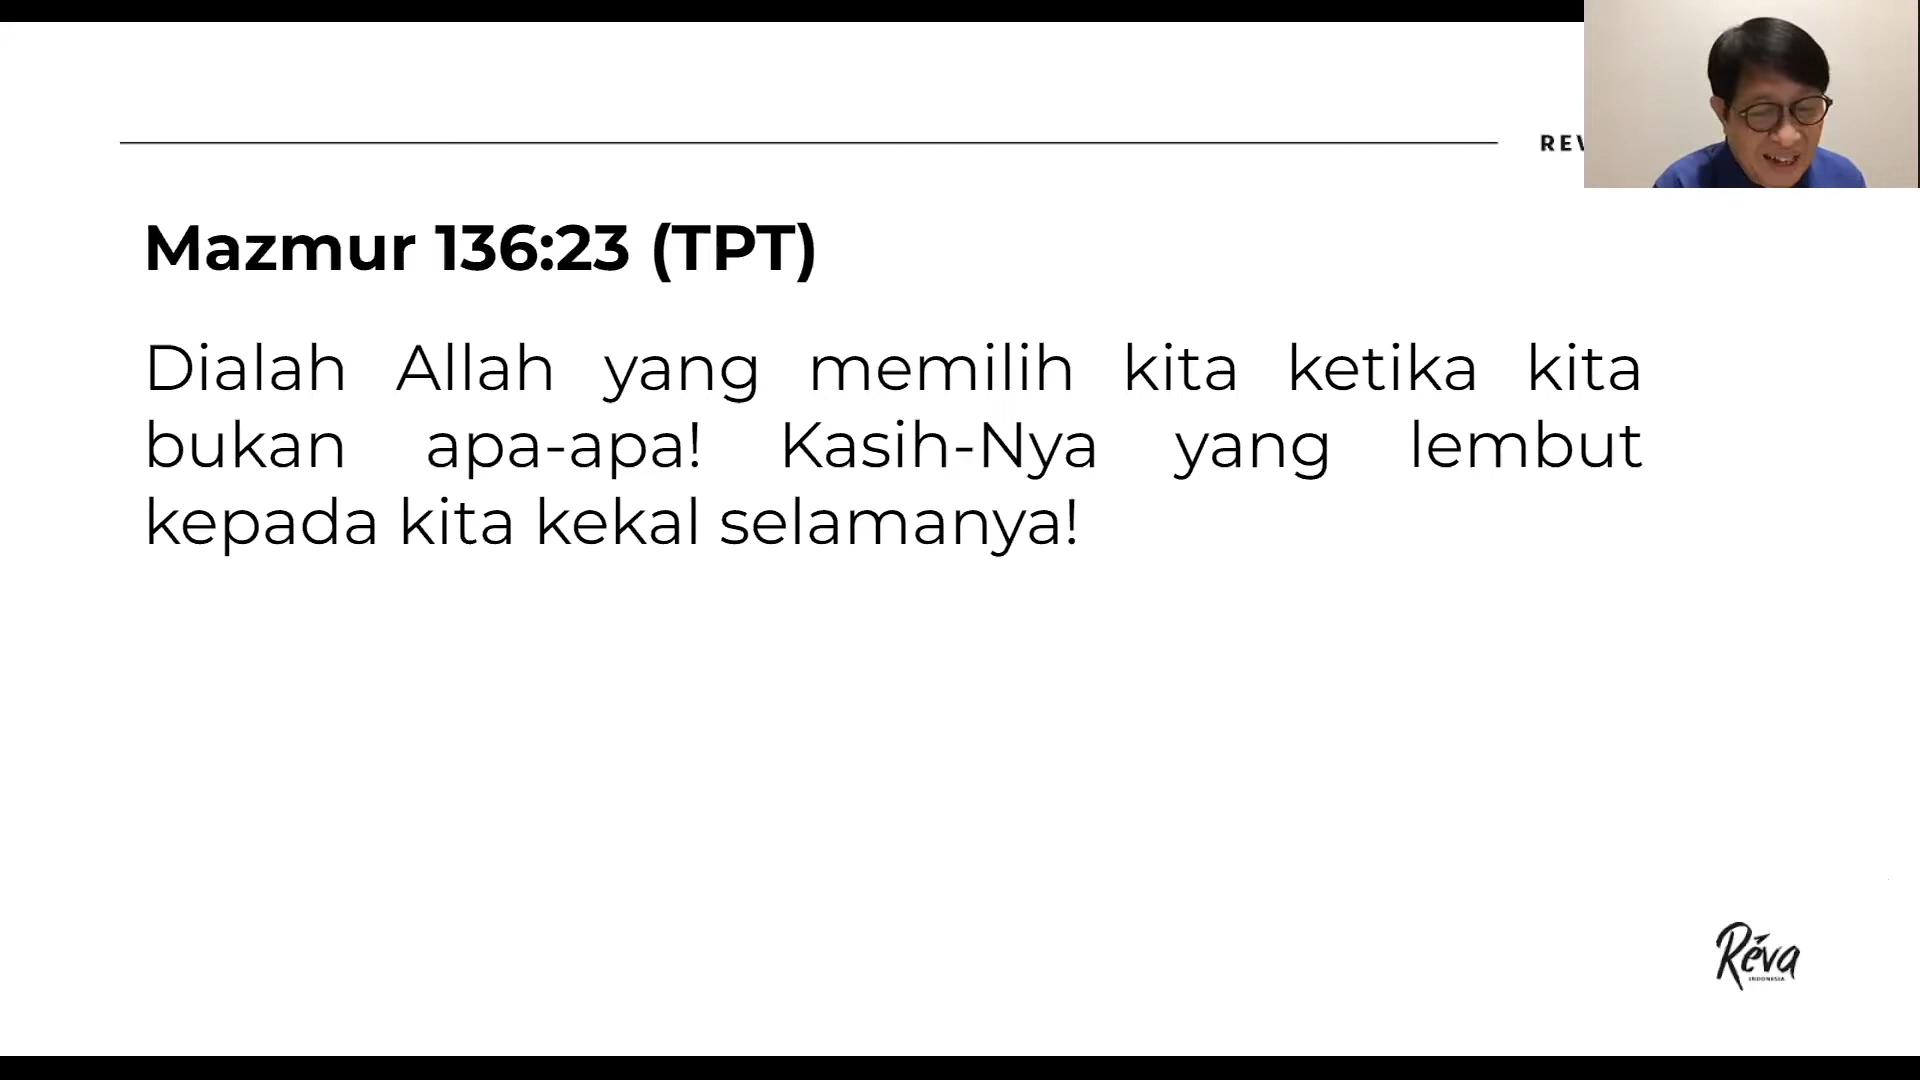 Mazmur 136:23 (TPT)
Dialah Allah yang memilih kita ketika kita
bukan apa-apa! Kasih-Nya yang lembut
kepada kita kekal selamanya!
Réva
INDONESIA